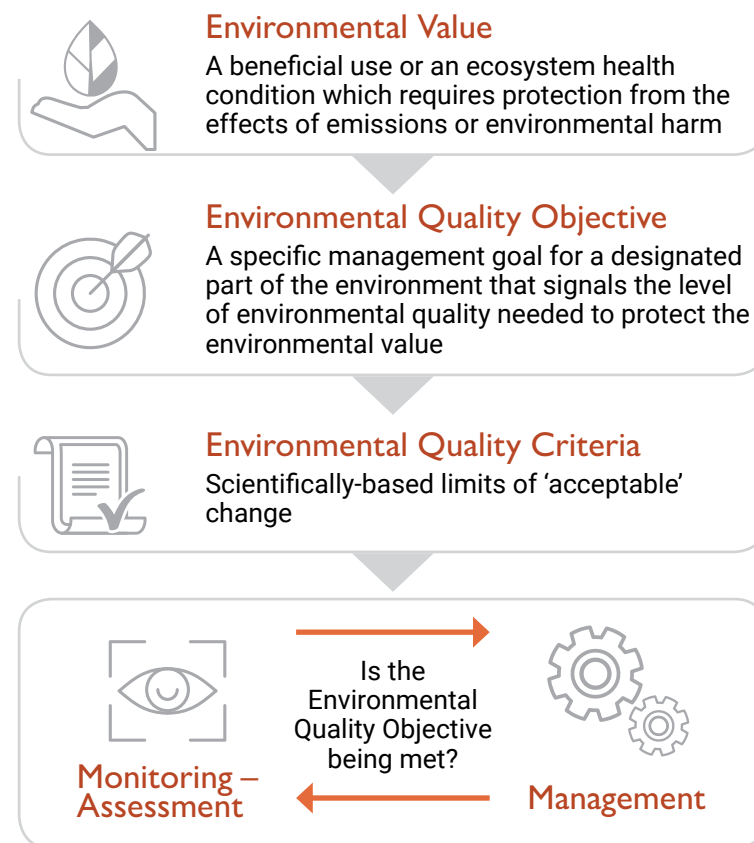 Environmental Value
A beneficial use or an ecosystem health
condition which requires protection from the
effects of emissions or environmental harm
Environmental Quality Objective
A specific management goal for a designated
part of the environment that signals the level
of environmental quality needed to protect the
environmental value
Environmental Quality Criteria
Scientifically-based limits of ‘acceptable’
change
Is the
Environmental
Quality Objective
being met?
Monitoring –
Assessment
Management